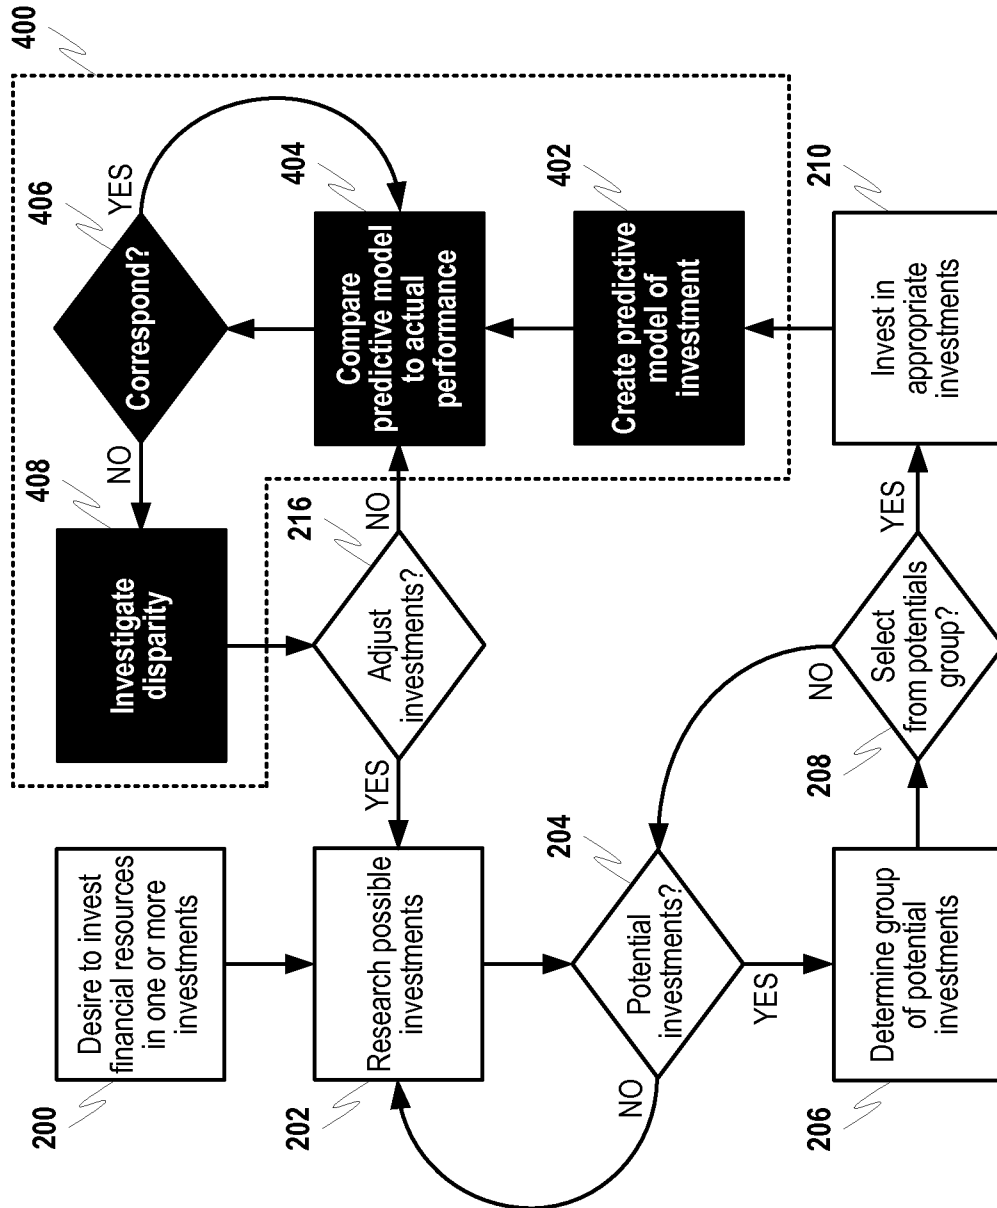 200
Desire to invest
financial resources
in one or more
investments
202
Research possible
investments
204
Potential
investments?
NO
YES
206
Determine group
of potential
investments
208
Select
from potentials
group?
NO
YES
210
Invest in
appropriate
investments
400
402
Create predictive
model of
investment
404
Compare
predictive model
to actual
performance
406
Correspond?
YES
NO
408
Investigate
disparity
216
Adjust
investments?
YES
NO